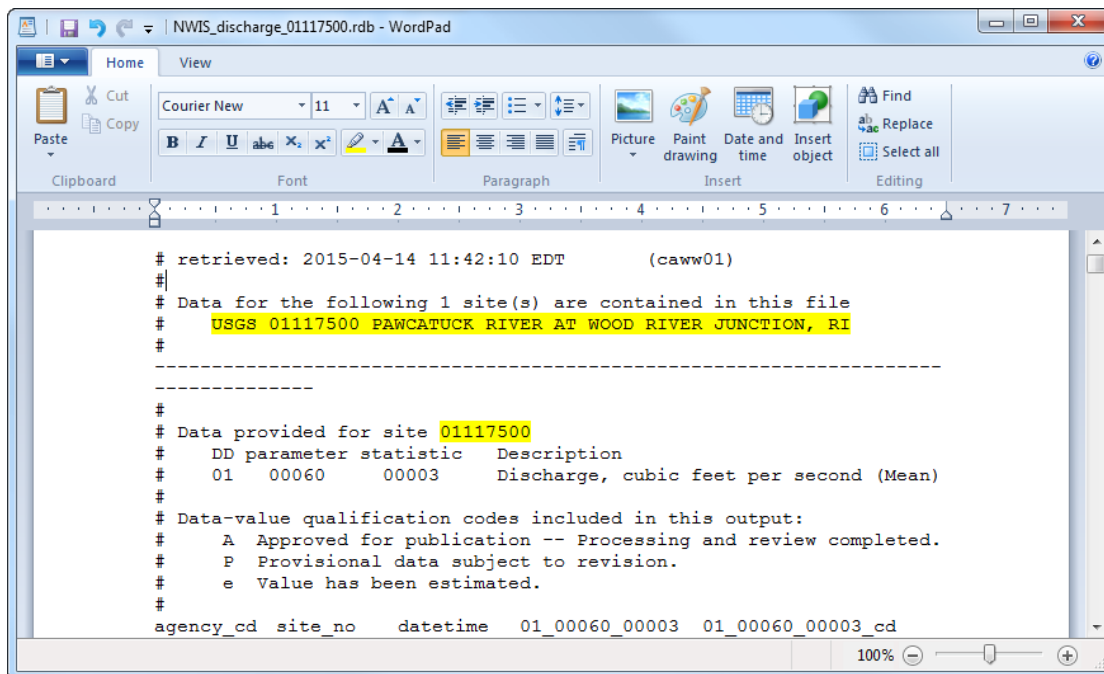 NWIS_discharge_01117500.rdb - WordPad
Home View
Cut
Copy
Paste
Courier New 11 A A
B I U abc X₂ X² A
Picture
Paint drawing
Date and time
Insert object
Find
Replace
Select all
Clipboard Font Paragraph Insert Editing
1 2 3 4 5 6 7
# retrieved: 2015-04-14 11:42:10 EDT (caww01)
#
# Data for the following 1 site(s) are contained in this file
# USGS 01117500 PAWCATUCK RIVER AT WOOD RIVER JUNCTION, RI
#
---------------------------------------------------------------------
--------------
#
# Data provided for site 01117500
# DD parameter statistic Description
# 01 00060 00003 Discharge, cubic feet per second (Mean)
#
# Data-value qualification codes included in this output:
# A Approved for publication -- Processing and review completed.
# P Provisional data subject to revision.
# e Value has been estimated.
#
agency_cd site_no datetime 01_00060_00003 01_00060_00003_cd
100%